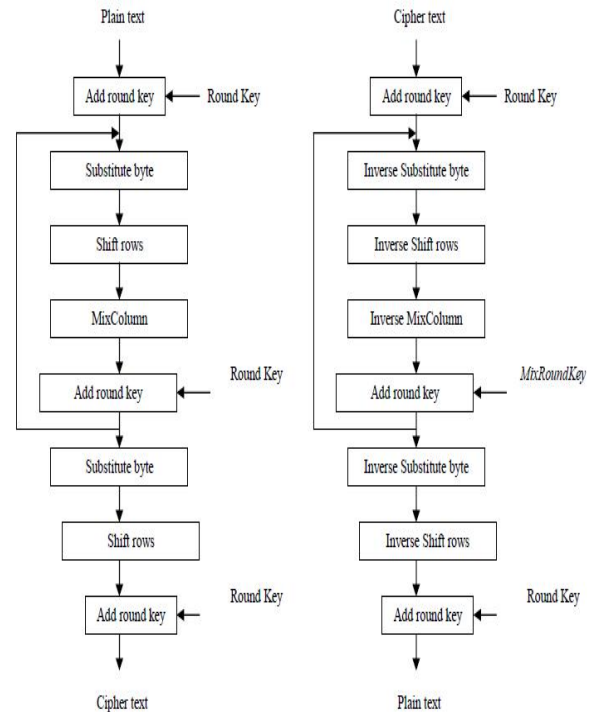 Plain text
Add round key
Round Key
Substitute byte
Shift rows
MixColumn
Add round key
Round Key
Substitute byte
Shift rows
Add round key
Round Key
Cipher text
Cipher text
Add round key
Round Key
Inverse Substitute byte
Inverse Shift rows
Inverse MixColumn
Add round key
MixRoundKey
Inverse Substitute byte
Inverse Shift rows
Add round key
Round Key
Plain text